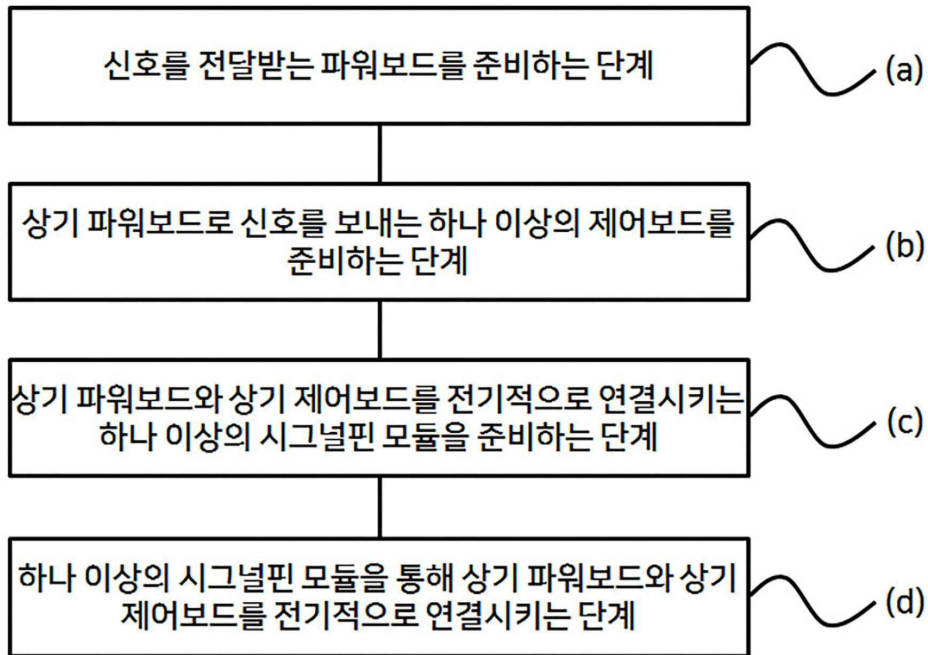 신호를 전달받는 파워보드를 준비하는 단계
(a)
상기 파워보드로 신호를 보내는 하나 이상의 제어보드를
준비하는 단계
(b)
상기 파워보드와 상기 제어보드를 전기적으로 연결시키는
하나 이상의 시그널핀 모듈을 준비하는 단계
(c)
하나 이상의 시그널핀 모듈을 통해 상기 파워보드와 상기
제어보드를 전기적으로 연결시키는 단계
(d)